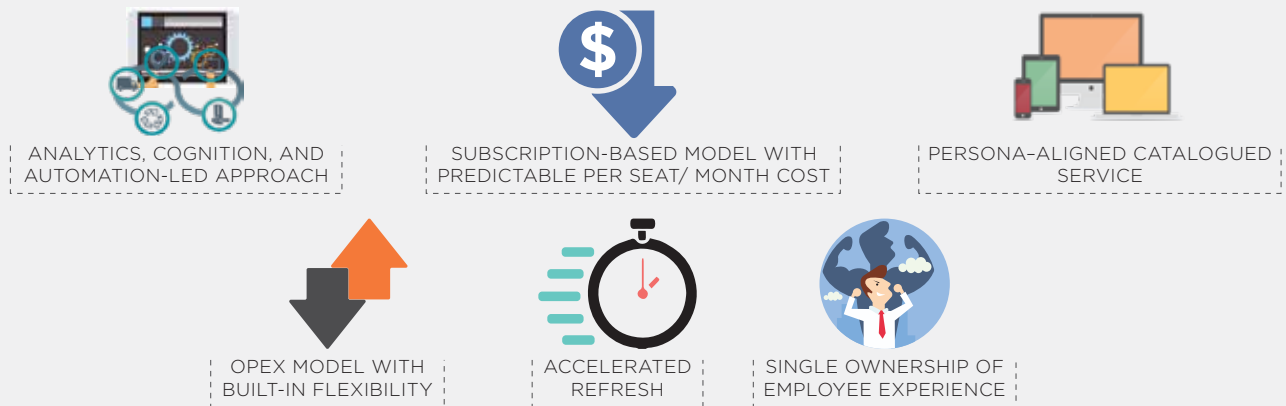 $
ANALYTICS, COGNITION, AND
AUTOMATION-LED APPROACH
SUBSCRIPTION-BASED MODEL WITH
PREDICTABLE PER SEAT/ MONTH COST
PERSONA–ALIGNED CATALOGUED
SERVICE
OPEX MODEL WITH
BUILT-IN FLEXIBILITY
ACCELERATED
REFRESH
SINGLE OWNERSHIP OF
EMPLOYEE EXPERIENCE